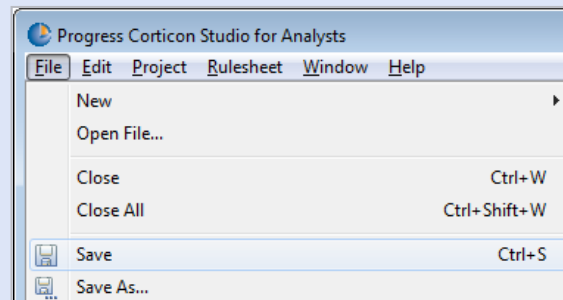 Progress Corticon Studio for Analysts
File Edit Project Rulesheet Window Help
New
Open File...
Close Ctrl+W
Close All Ctrl+Shift+W
Save Ctrl+S
Save As...